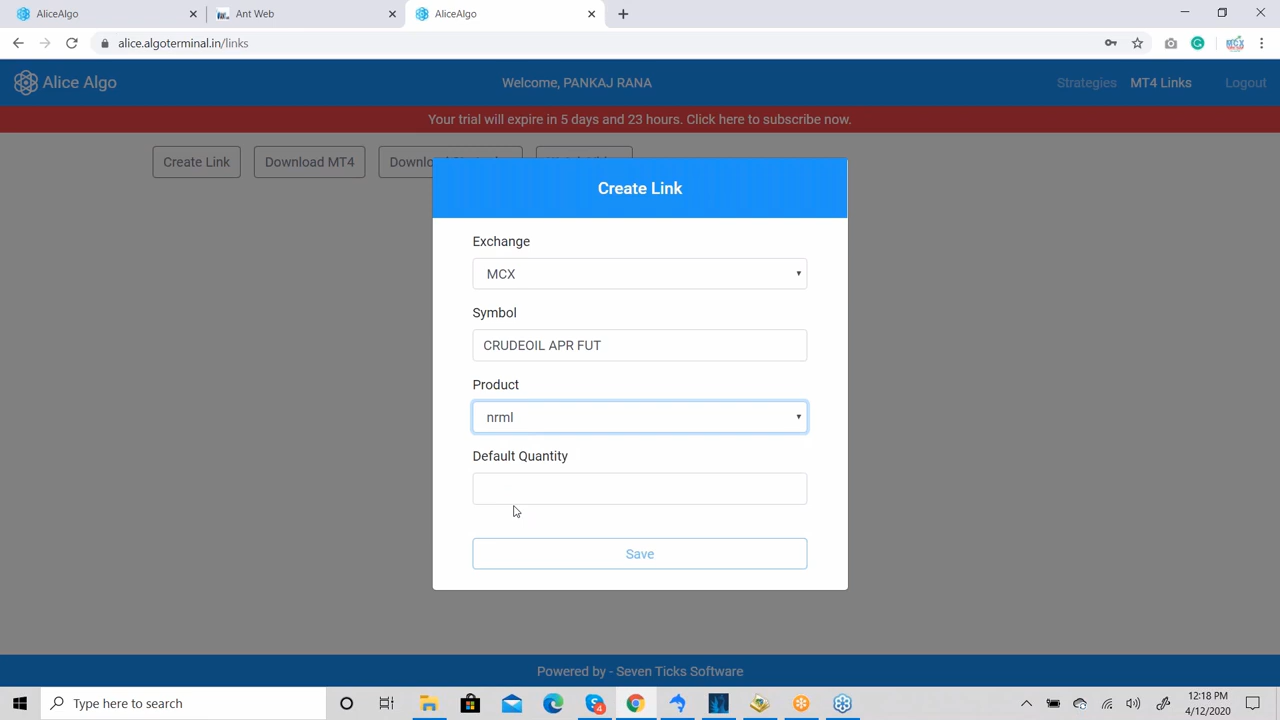 AliceAlgo
Ant Web
AliceAlgo
alice.algoterminal.in/links
MCX
Alice Algo
Welcome, PANKAJ RANA
Strategies
MT4 Links
Logout
Your trial will expire in 5 days and 23 hours. Click here to subscribe now.
Create Link
Download MT4
Create Link
Exchange
MCX
Symbol
CRUDEOIL APR FUT
Product
nrml
Default Quantity
Save
Powered by - Seven Ticks Software
Type here to search
4
12:18 PM
4/12/2020